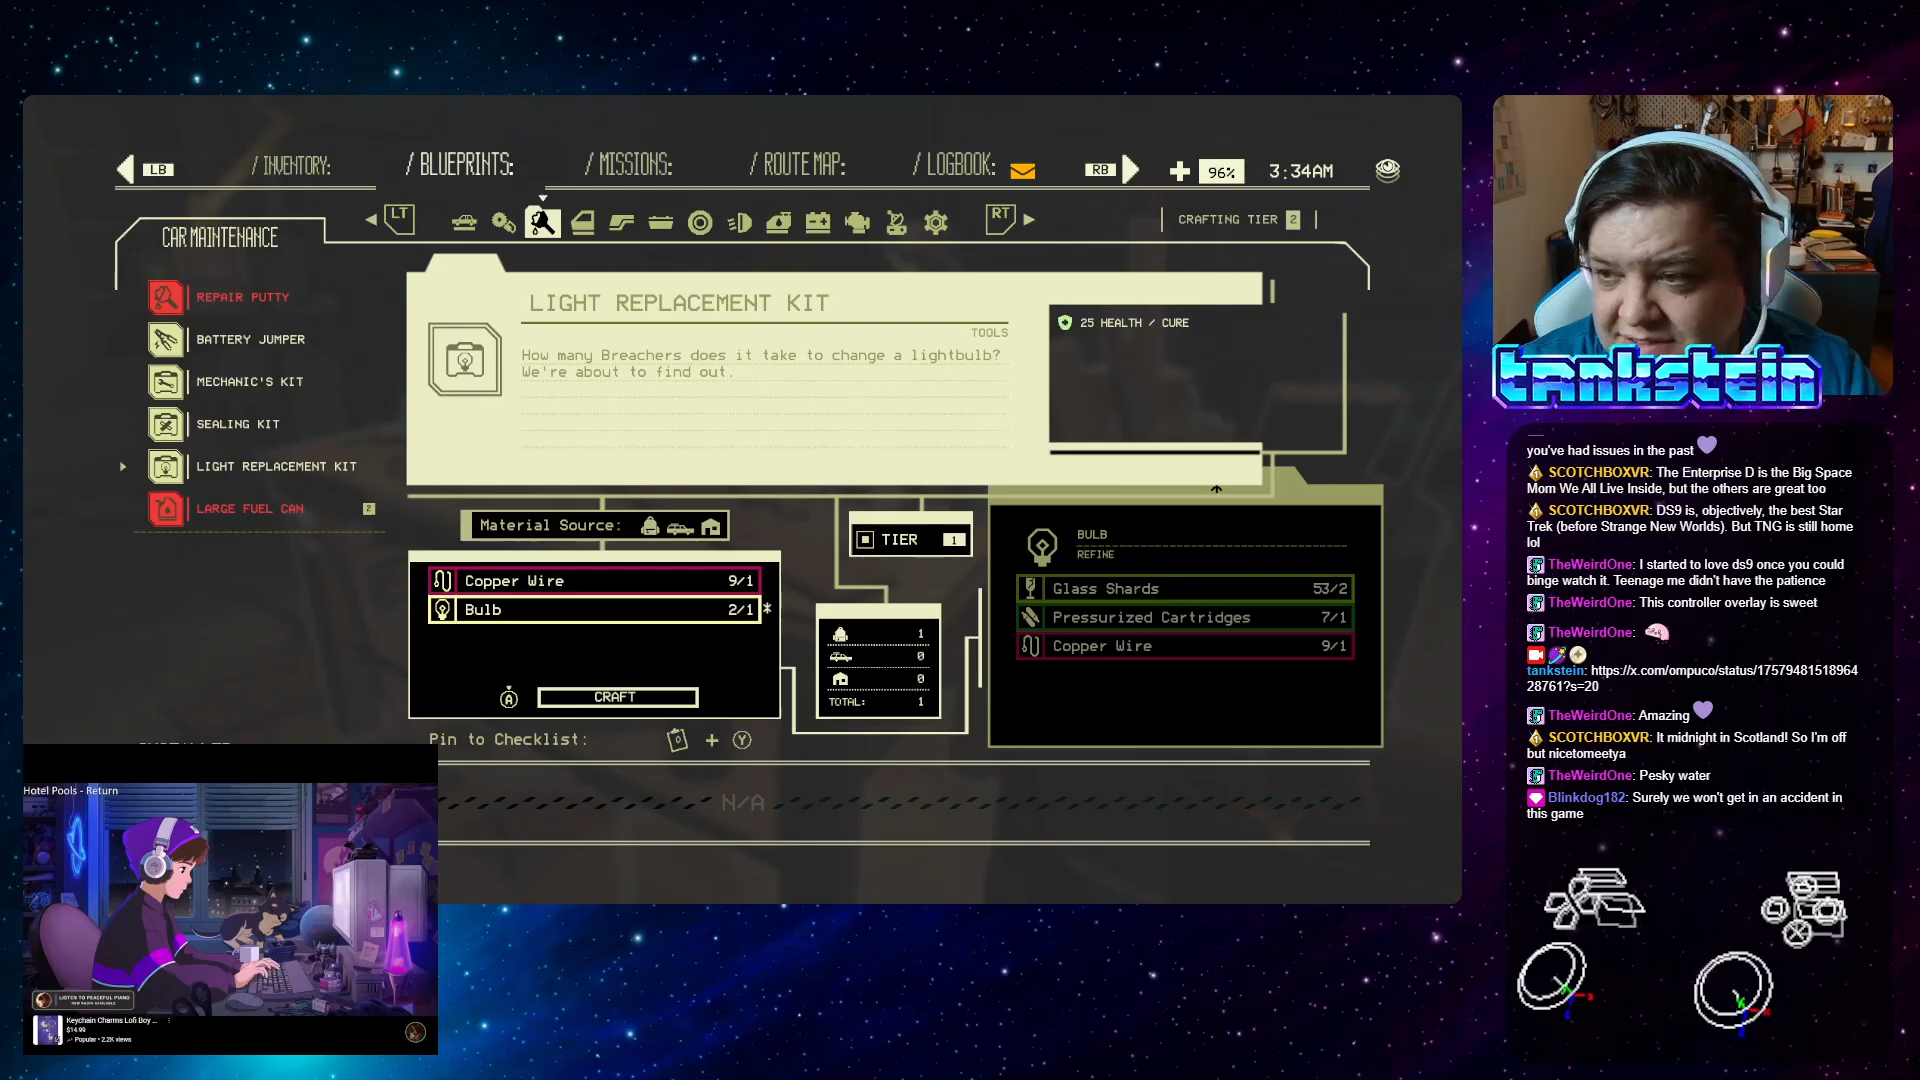 LB
/ INVENTORY:
/ BLUEPRINTS:
/ MISSIONS:
/ ROUTE MAP:
/ LOGBOOK:
RB
96%
3:34AM
LT
RT
CRAFTING TIER 2
CAR MAINTENANCE
REPAIR PUTTY
BATTERY JUMPER
MECHANIC'S KIT
SEALING KIT
LIGHT REPLACEMENT KIT
LARGE FUEL CAN 2
LIGHT REPLACEMENT KIT
TOOLS
How many Breachers does it take to change a lightbulb?
We're about to find out.
25 HEALTH / CURE
Material Source:
TIER 1
Copper Wire 9/1
Bulb 2/1 *
A CRAFT
Pin to Checklist: + Y
1
0
0
TOTAL: 1
BULB
REFINE
Glass Shards 53/2
Pressurized Cartridges 7/1
Copper Wire 9/1
N/A
Hotel Pools - Return
LISTEN TO PEACEFUL PIANO
Keychain Charms Lofi Boy ...
$14.99
Popular • 2.2K views
tankstein
you've had issues in the past
SCOTCHBOXVR: The Enterprise D is the Big Space
Mom We All Live Inside, but the others are great too
SCOTCHBOXVR: DS9 is, objectively, the best Star
Trek (before Strange New Worlds). But TNG is still home
lol
TheWeirdOne: I started to love ds9 once you could
binge watch it. Teenage me didn't have the patience
TheWeirdOne: This controller overlay is sweet
TheWeirdOne:
tankstein: https://x.com/ompuco/status/17579481518964
28761?s=20
TheWeirdOne: Amazing
SCOTCHBOXVR: It midnight in Scotland! So I'm off
but nicetomeetya
TheWeirdOne: Pesky water
Blinkdog182: Surely we won't get in an accident in
this game